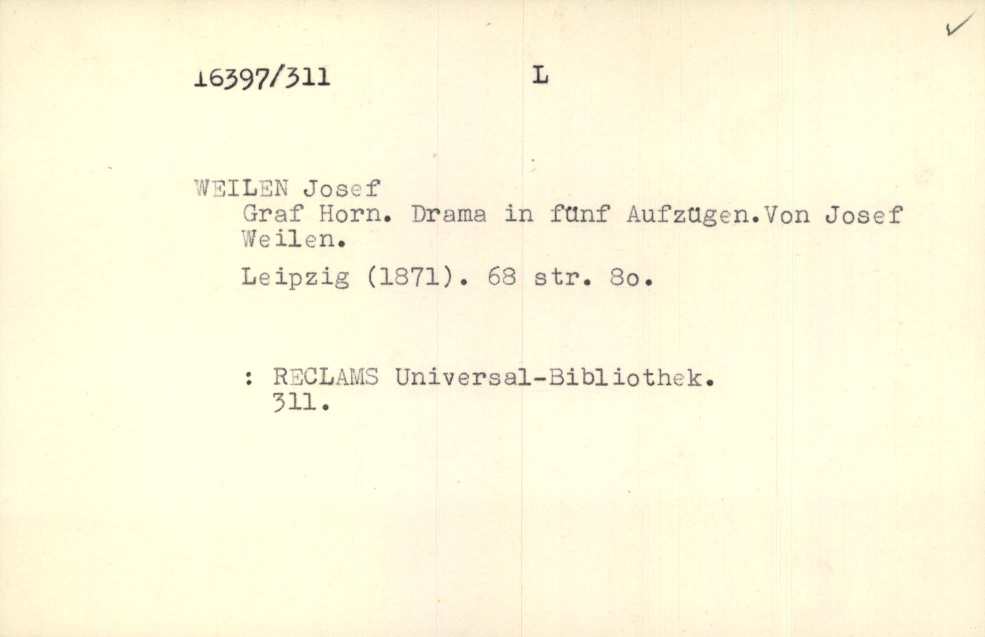 16397/311 L
WEILEN Josef
Graf Horn. Drama in fünf Aufzügen.Von Josef
Weilen.
Leipzig (1871). 68 str. 8o.
: RECLAMS Universal-Bibliothek.
311.